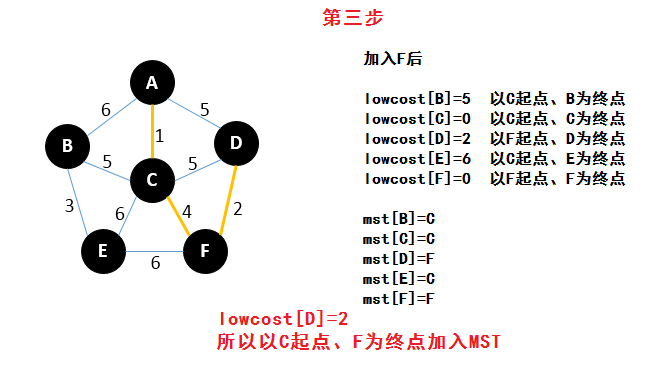 第三步
加入F后
lowcost[B]=5 以C起点、B为终点
lowcost[C]=0 以C起点、C为终点
lowcost[D]=2 以F起点、D为终点
lowcost[E]=6 以C起点、E为终点
lowcost[F]=0 以F起点、F为终点
mst[B]=C
mst[C]=C
mst[D]=F
mst[E]=C
mst[F]=F
A
6
5
B
1
D
5
5
C
3
6
4
2
E
F
6
lowcost[D]=2
所以以C起点、F为终点加入MST